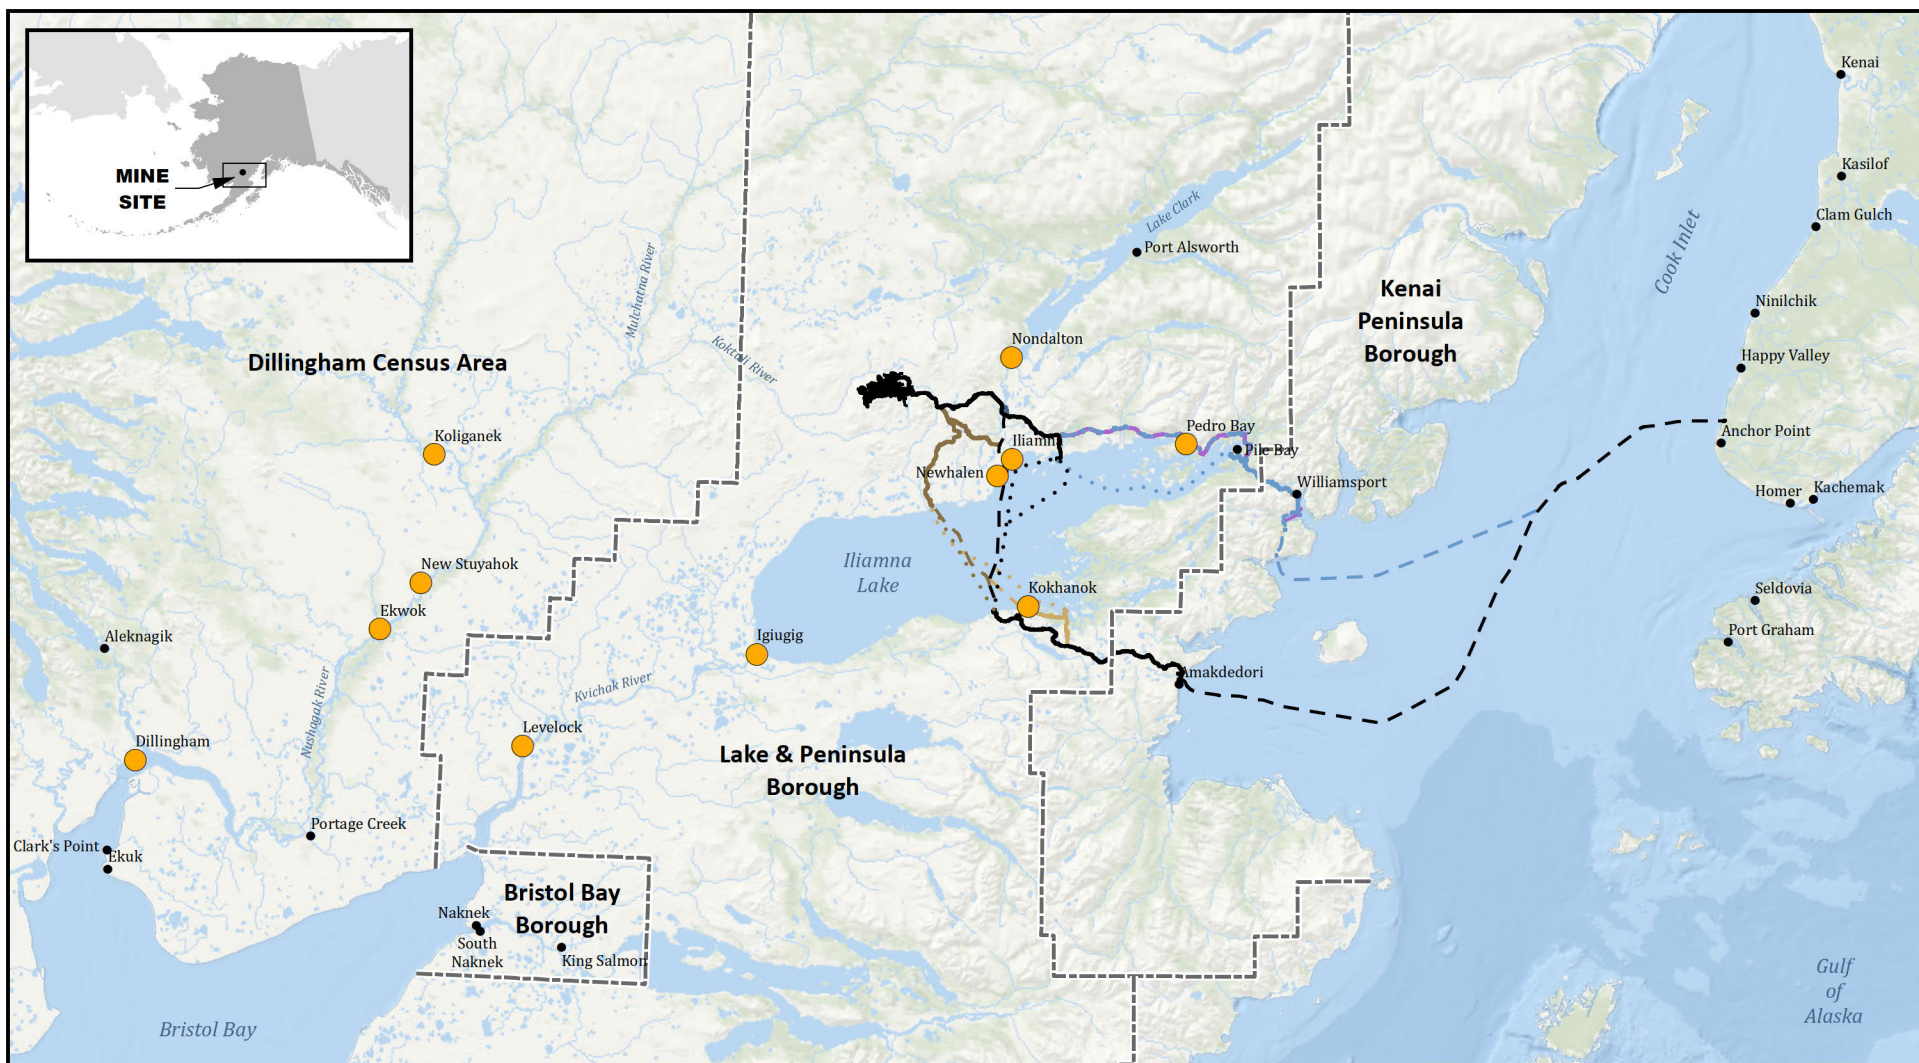 MINE
SITE
Kenai
Kasilof
Clam Gulch
Cook Inlet
Lake Clark
Port Alsworth
Mulchatna River
Kenai
Peninsula
Borough
Ninilchik
Nondalton
Koktuli River
Dillingham Census Area
Happy Valley
Koliganek
Iliamna
Pedro Bay
Pile Bay
Anchor Point
Newhalen
Williamsport
Homer
Kachemak
Iliamna
Lake
New Stuyahok
Ekwok
Kokhanok
Seldovia
Aleknagik
Igiugig
Port Graham
Amakdedori
Kvichak River
Nushagak River
Levelock
Dillingham
Lake & Peninsula
Borough
Portage Creek
Clark's Point
Ekuk
Bristol Bay
Borough
Naknek
South
Naknek
King Salmon
Gulf
of
Alaska
Bristol Bay